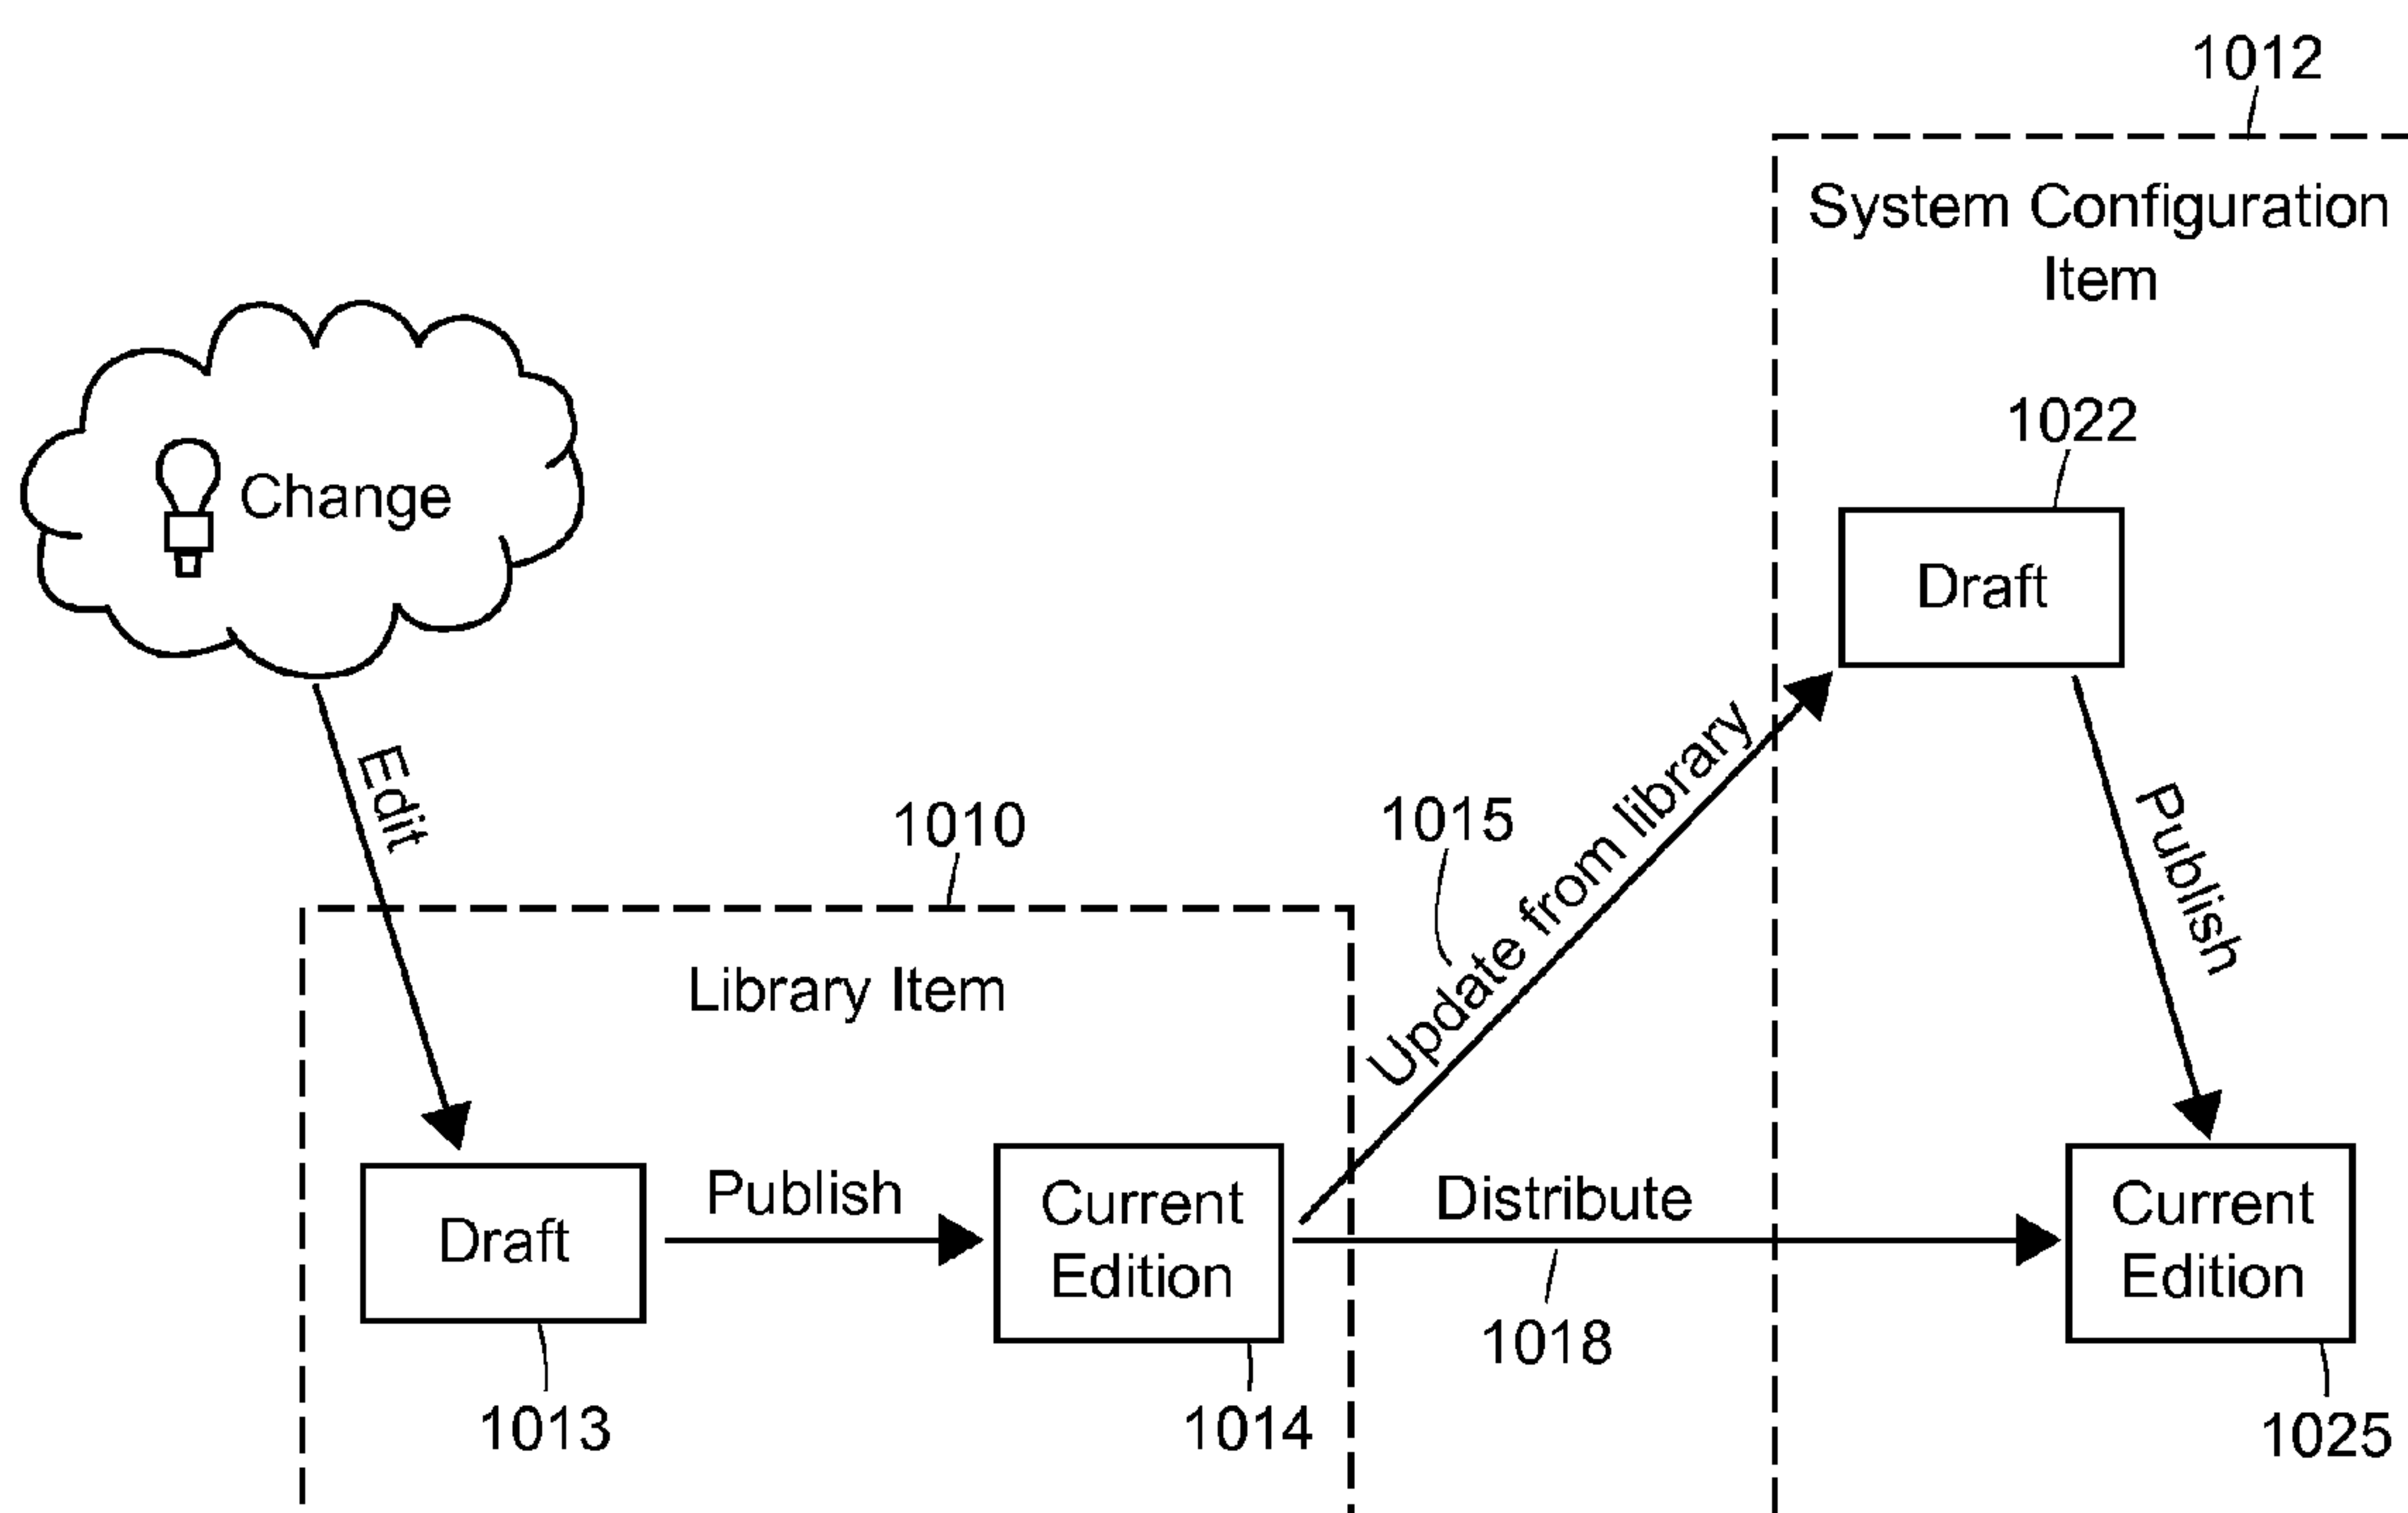 1012
System Configuration
Item
1022
Change
Draft
Edit
1010
1015
Update from library
Publish
Library Item
Draft
Publish
Current
Edition
Distribute
Current
Edition
1018
1013
1014
1025